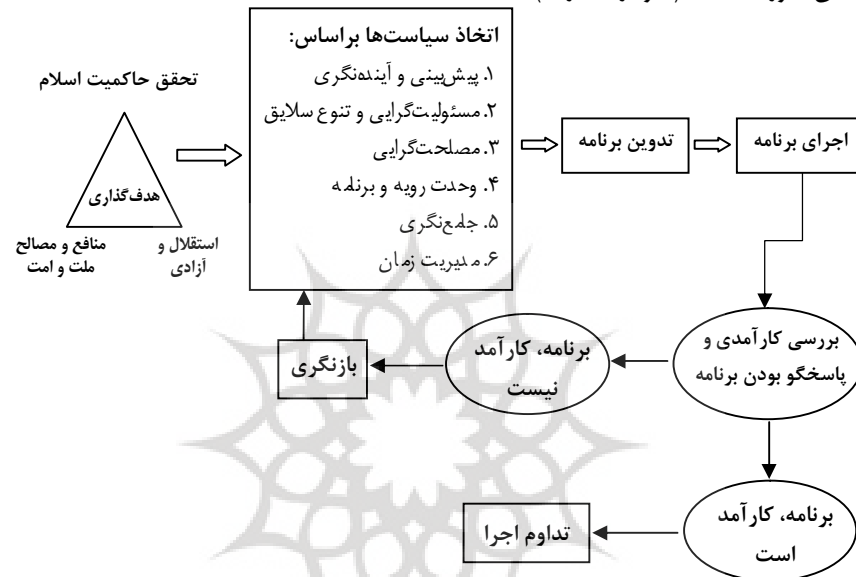 تحقق حاکمیت اسلام
هدف‌گذاری
منافع و مصالح
ملت و امت
استقلال و
آزادی
اتخاذ سیاست‌ها براساس:
۱. پیش‌بینی و آینده‌نگری
۲. مسئولیت‌گرایی و تنوع سلایق
۳. مصلحت‌گرایی
۴. وحدت رویه و برنامه
۵. جامع‌نگری
۶. مدیریت زمان
تدوین برنامه
اجرای برنامه
بررسی کارآمدی و
پاسخگو بودن برنامه
برنامه، کارآمد
نیست
بازنگری
برنامه، کارآمد
است
تداوم اجرا